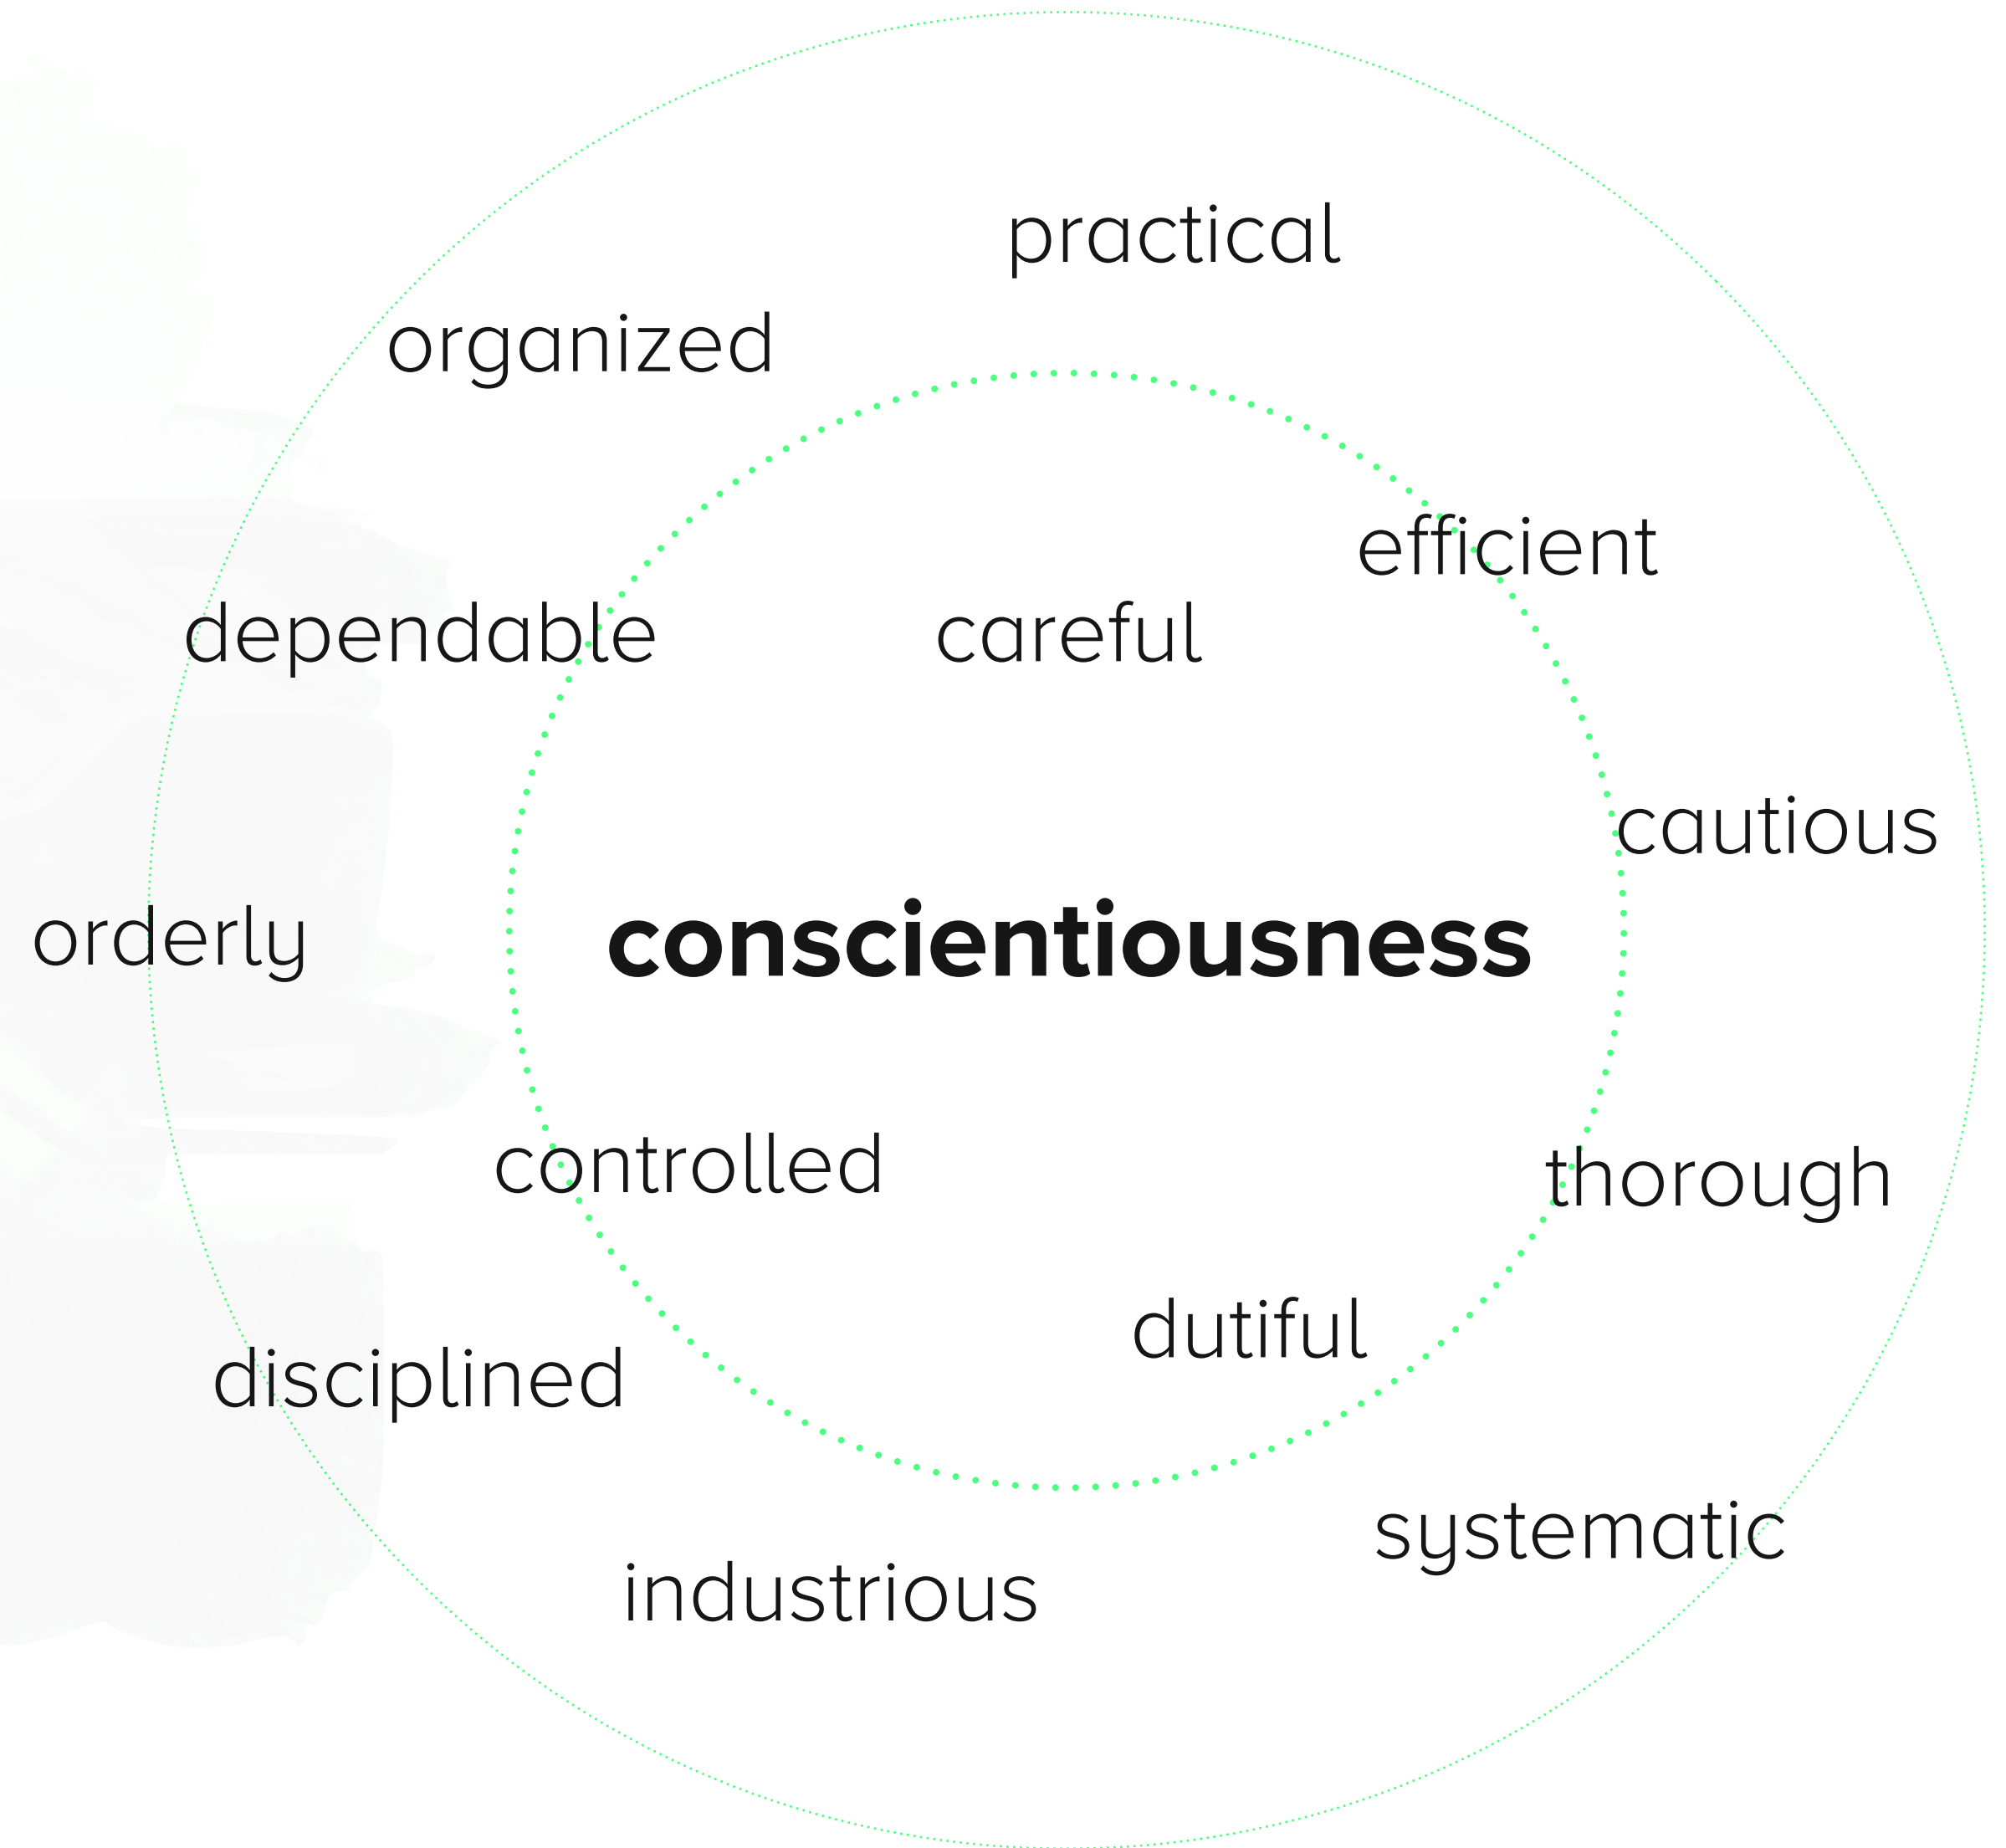 practical
organized
efficient
dependable
careful
cautious
orderly
conscientiousness
controlled
thorough
dutiful
disciplined
systematic
industrious